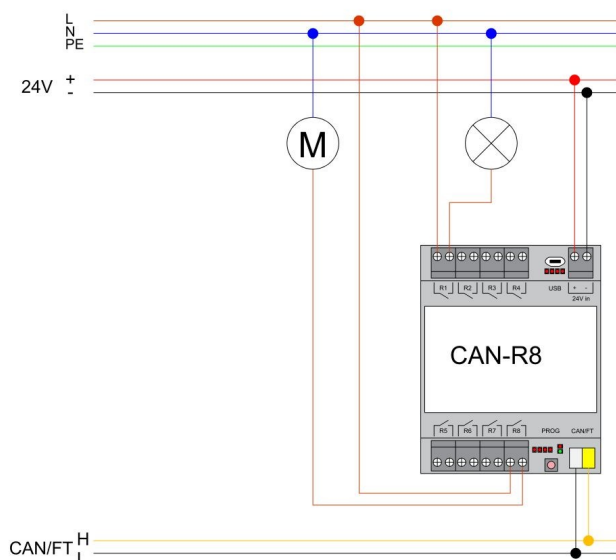 L
N
PE
24V + -
M
R1 R2 R3 R4 USB + -
24V in
CAN-R8
R5 R6 R7 R8 PROG CAN/FT
CAN/FT H
L